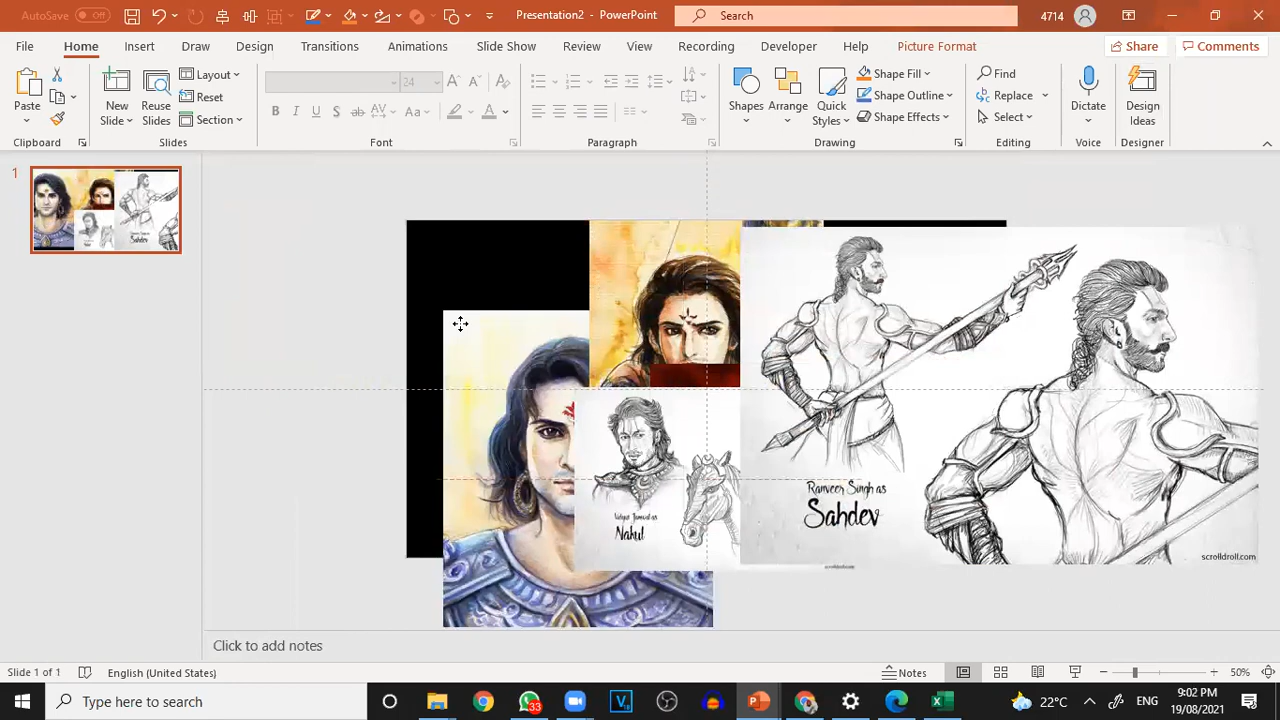 AutoSave Off
Presentation2 - PowerPoint
Search
4714
File Home Insert Draw Design Transitions Animations Slide Show Review View Recording Developer Help Picture Format
Share Comments
Paste
New Slide
Reuse Slides
Layout
Reset
Section
24
Shapes
Arrange
Quick Styles
Shape Fill
Shape Outline
Shape Effects
Find
Replace
Select
Dictate
Design Ideas
Clipboard Slides Font Paragraph Drawing Editing Voice Designer
1
Ranveer Singh as
Sahdev
Nakul
scrolldroll.com
Click to add notes
Slide 1 of 1 English (United States) Notes 50%
Type here to search
33
22°C ENG
9:02 PM
19/08/2021